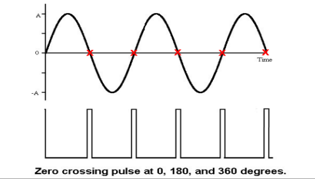 A
0
Time
-A
Zero crossing pulse at 0, 180, and 360 degrees.